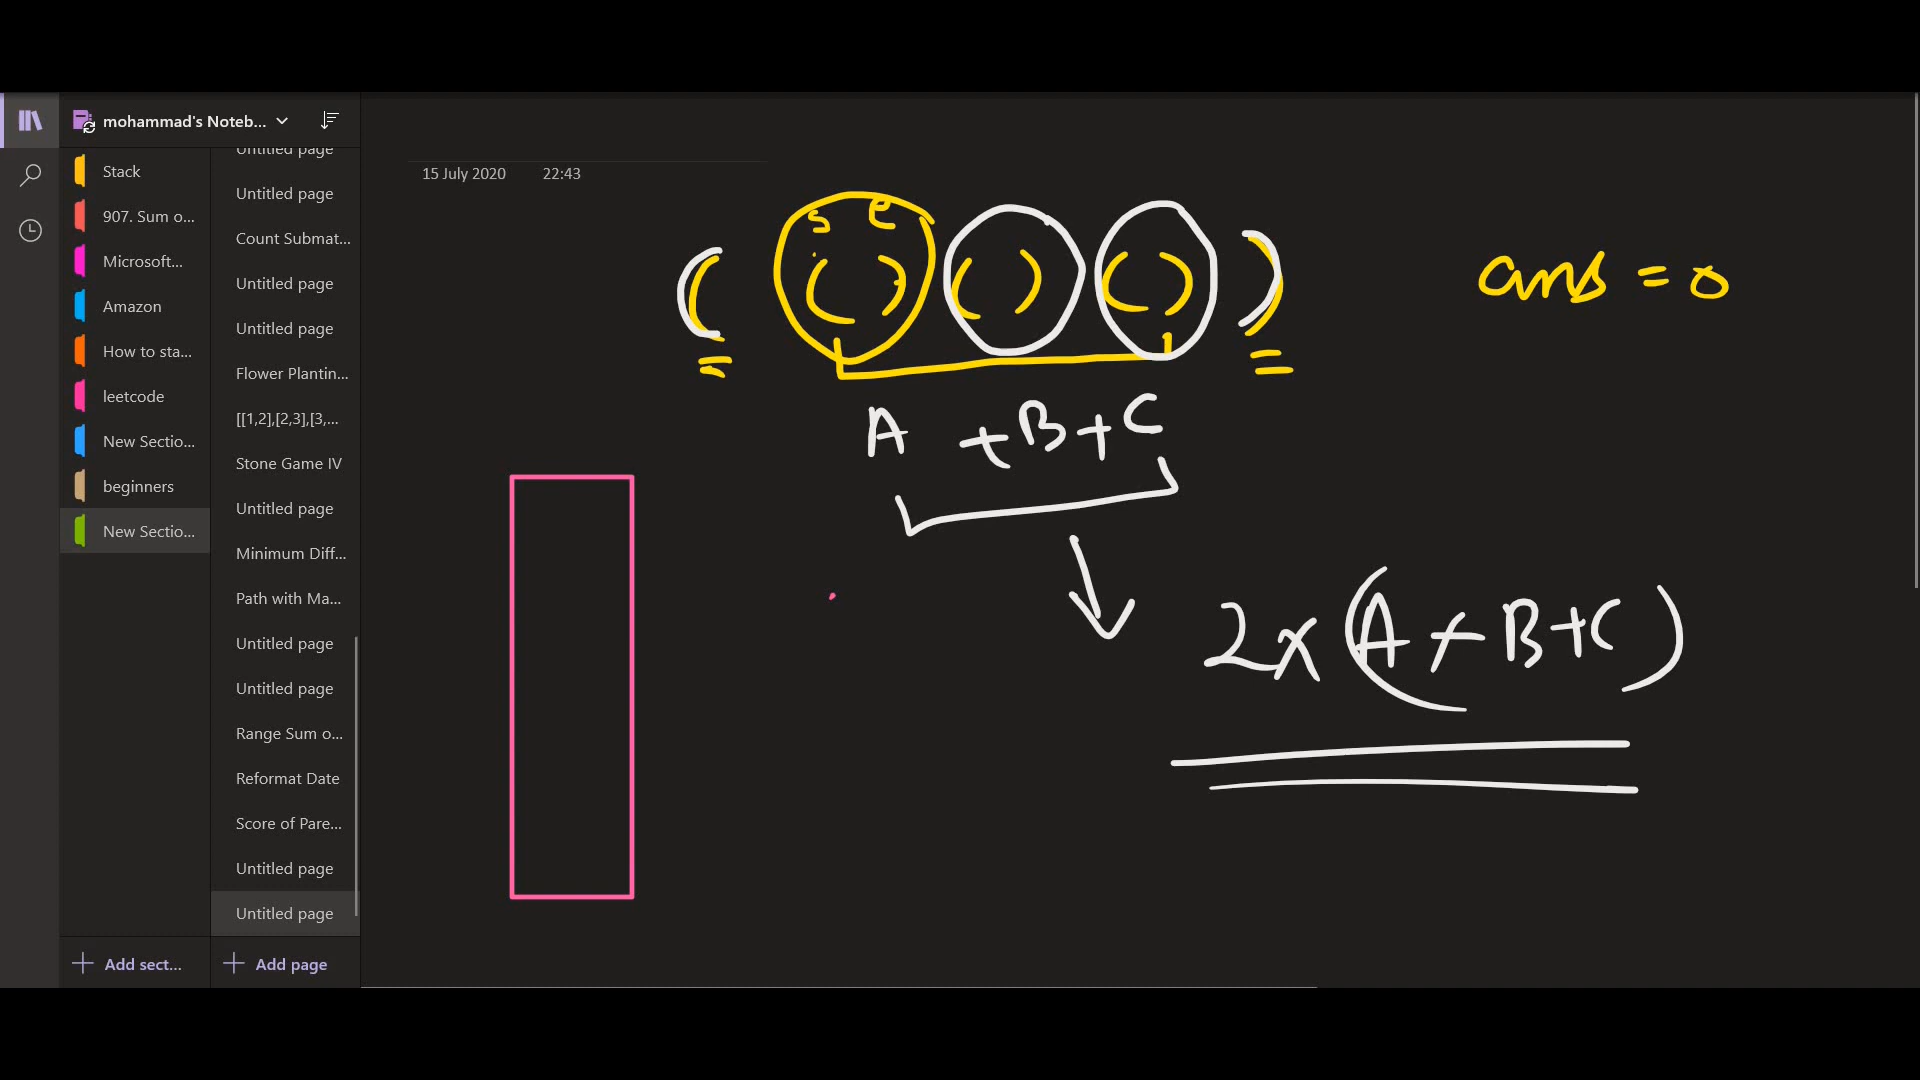 mohammad's Noteb...
Stack
907. Sum o...
Microsoft...
Amazon
How to sta...
leetcode
New Sectio...
beginners
New Sectio...
Add sect...
Untitled page
Untitled page
Count Submat...
Untitled page
Untitled page
Flower Plantin...
[[1,2],[2,3],[3,...
Stone Game IV
Untitled page
Minimum Diff...
Path with Ma...
Untitled page
Untitled page
Range Sum o...
Reformat Date
Score of Pare...
Untitled page
Untitled page
Add page
15 July 2020 22:43
s e
( ( ) ( ) ( ) )
ans = 0
A + B + C
2x (A + B + C)